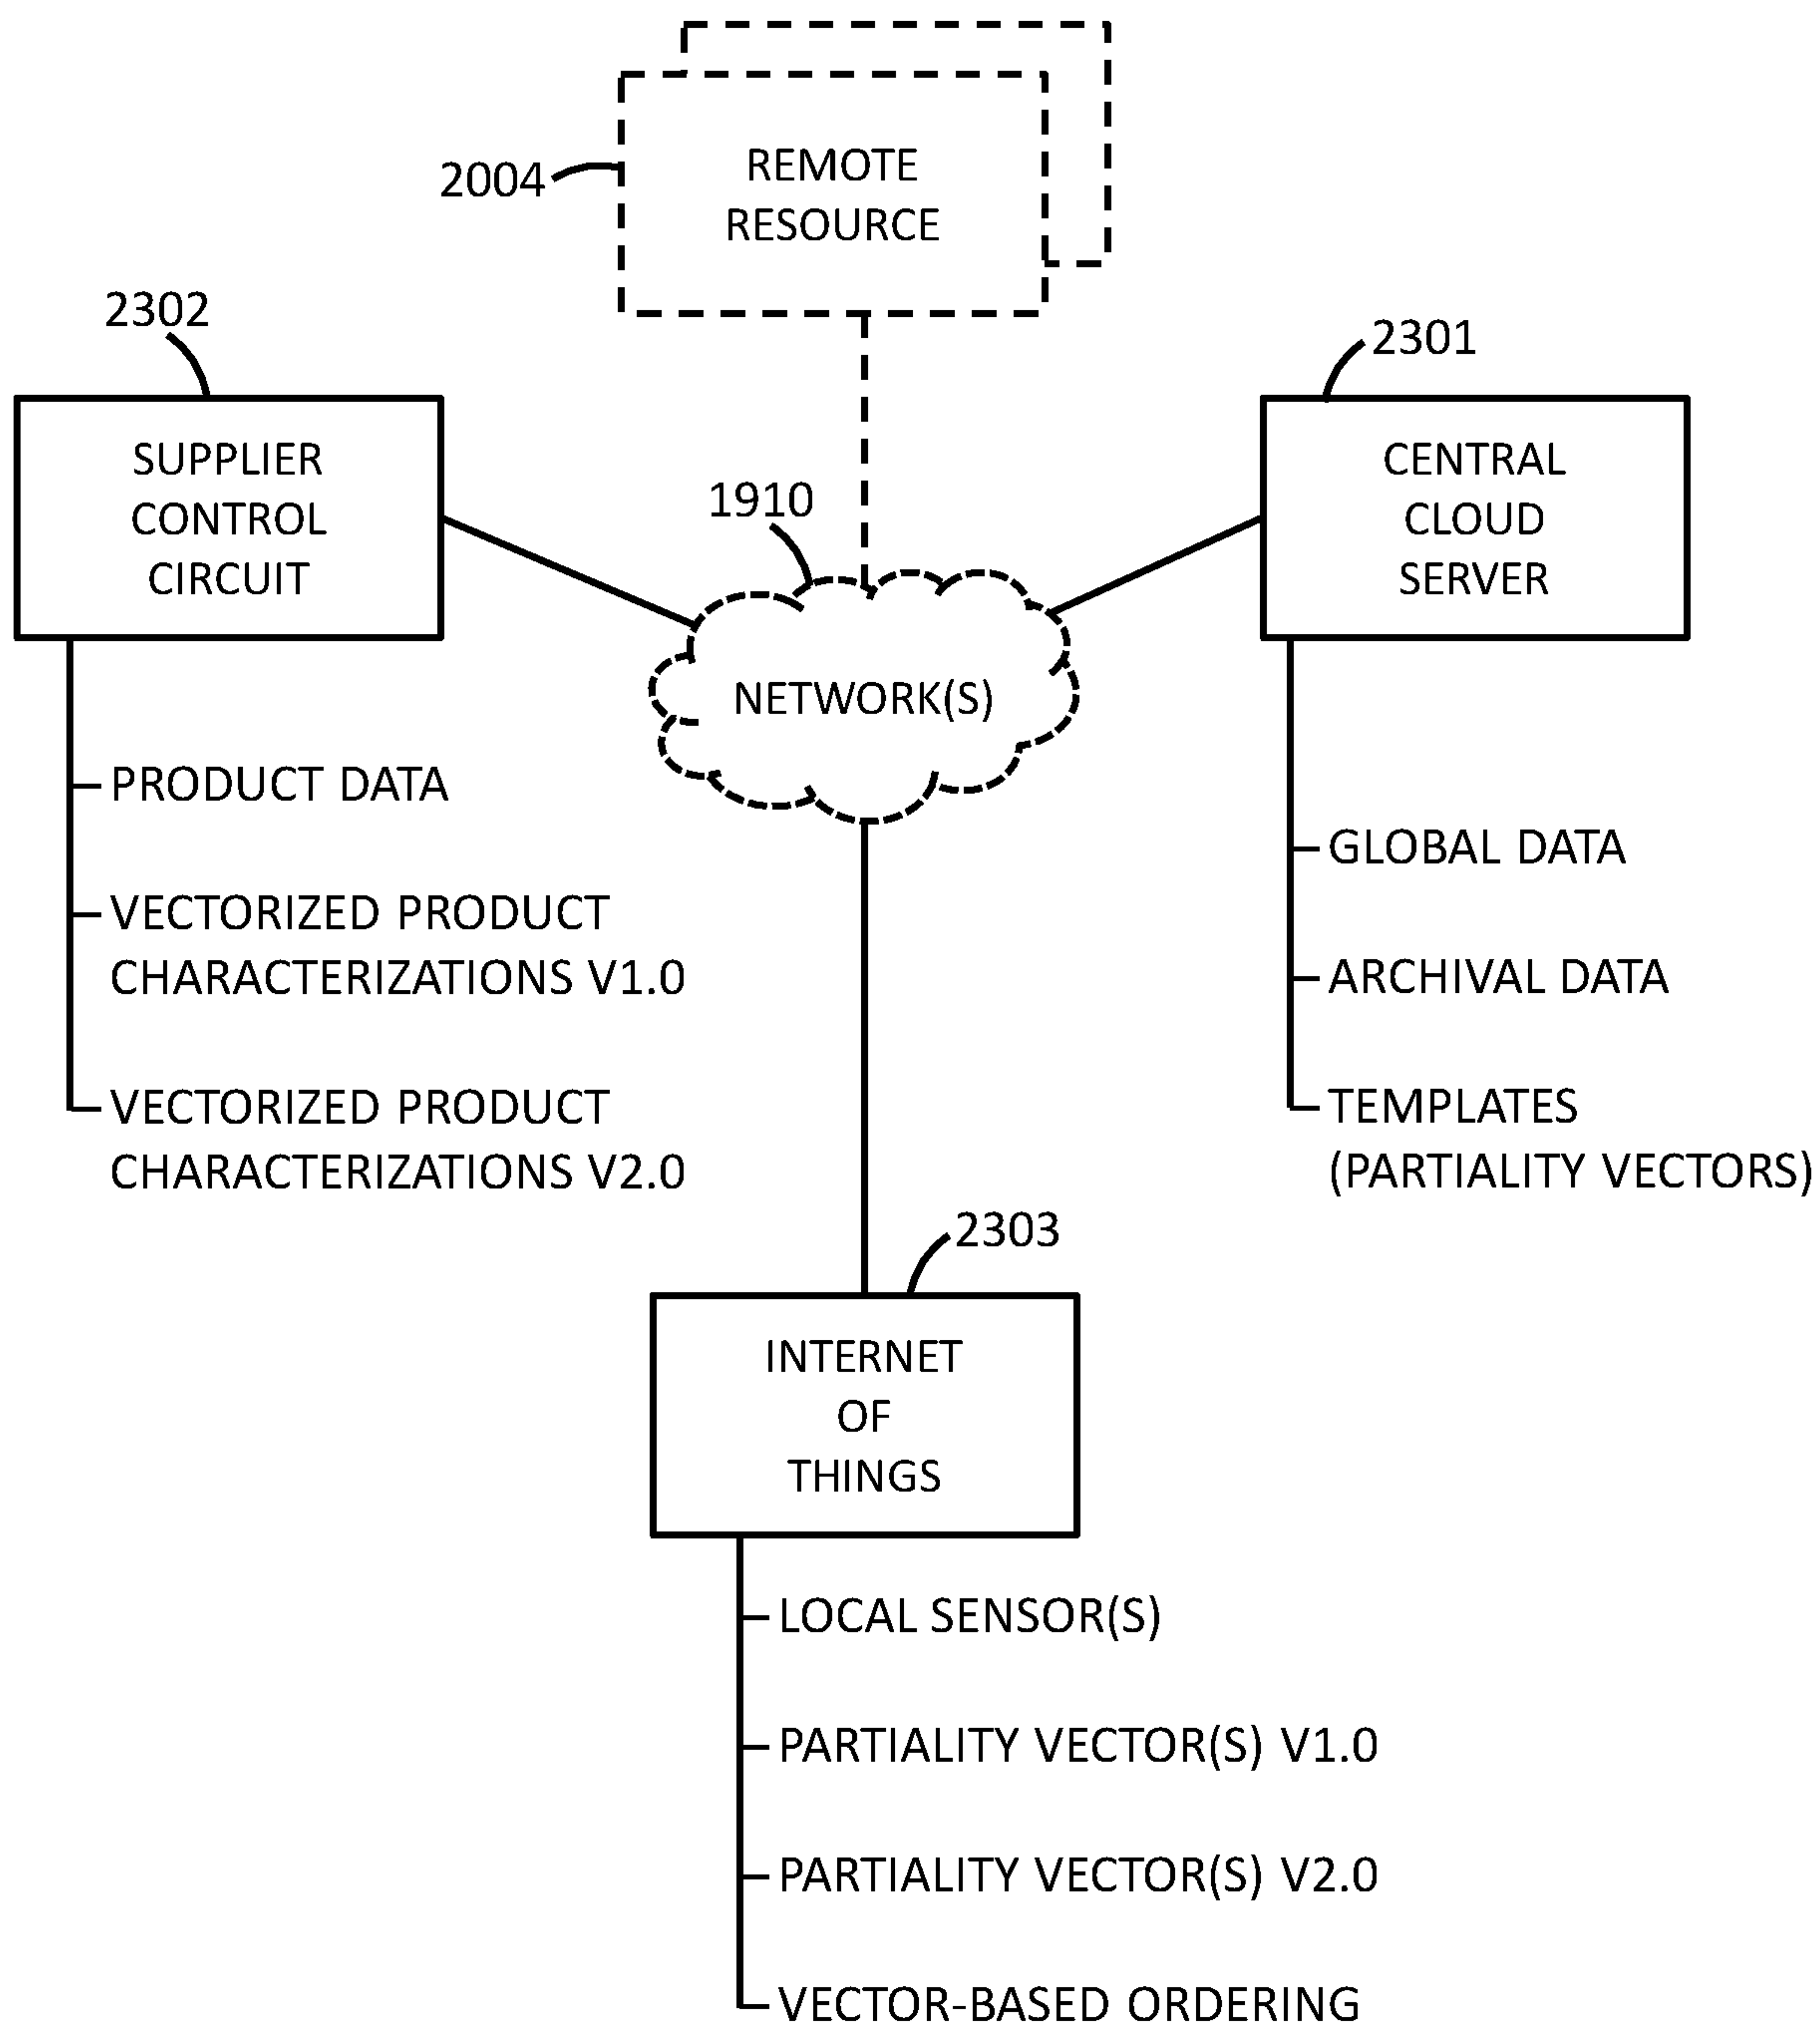 2004
REMOTE
RESOURCE
2302
2301
SUPPLIER
CONTROL
CIRCUIT
1910
CENTRAL
CLOUD
SERVER
NETWORK(S)
PRODUCT DATA
VECTORIZED PRODUCT
CHARACTERIZATIONS V1.0
VECTORIZED PRODUCT
CHARACTERIZATIONS V2.0
GLOBAL DATA
ARCHIVAL DATA
TEMPLATES
(PARTIALITY VECTORS)
2303
INTERNET
OF
THINGS
LOCAL SENSOR(S)
PARTIALITY VECTOR(S) V1.0
PARTIALITY VECTOR(S) V2.0
VECTOR-BASED ORDERING